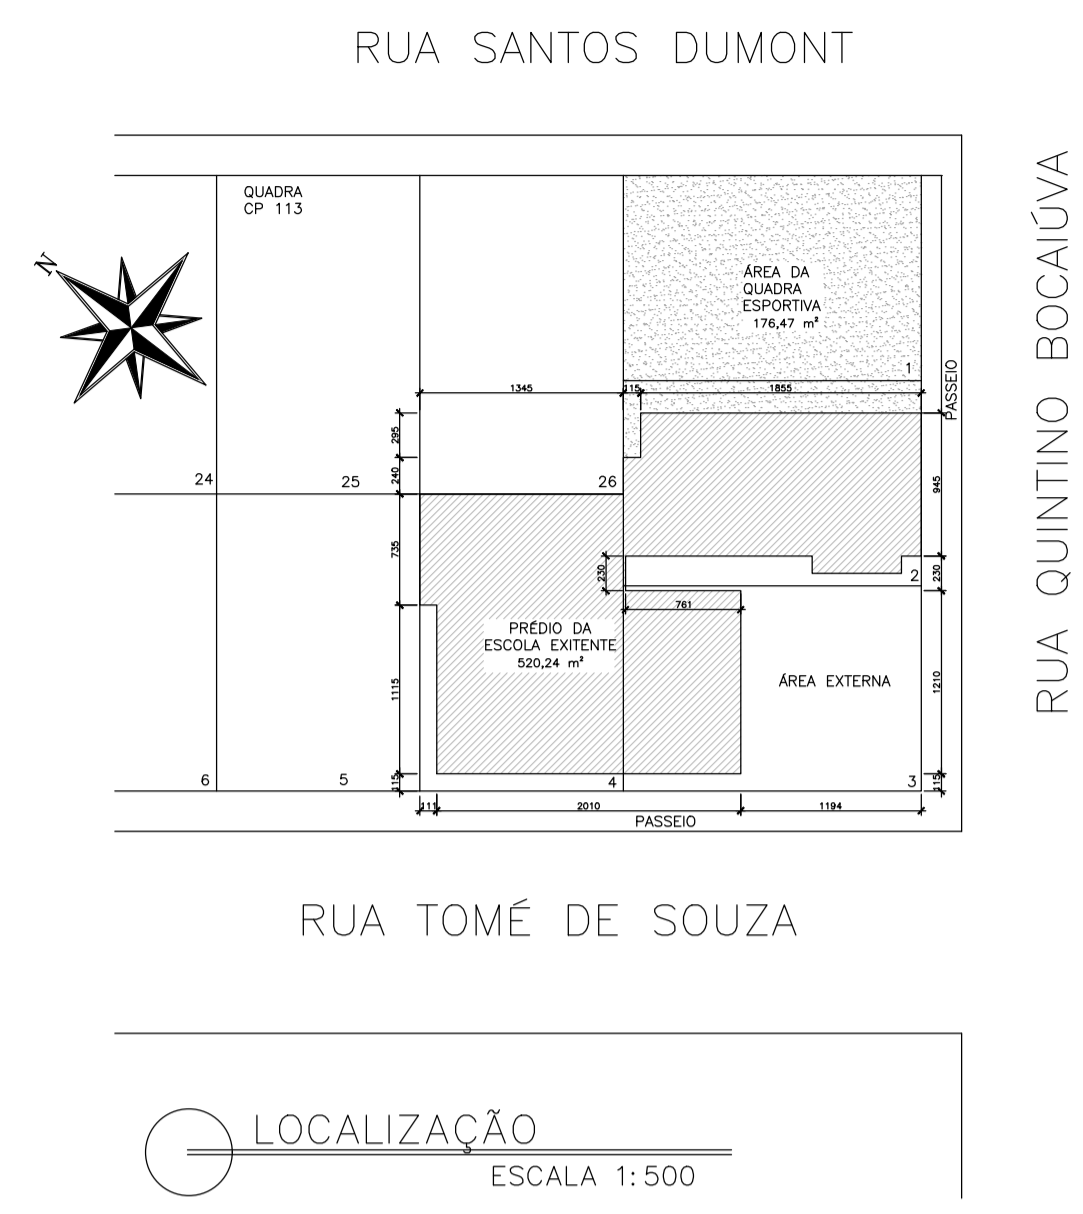 RUA SANTOS DUMONT
QUADRA
CP 113
N
ÁREA DA
QUADRA
ESPORTIVA
176,47 m²
1
PASSEIO
RUA QUINTINO BOCAIÚVA
1345
115
1855
295
240
24
25
26
945
735
230
2
230
761
PRÉDIO DA
ESCOLA EXITENTE
520,24 m²
ÁREA EXTERNA
1115
1210
6
5
4
3
115
115
111
2010
1194
PASSEIO
RUA TOMÉ DE SOUZA
LOCALIZAÇÃO
ESCALA 1:500